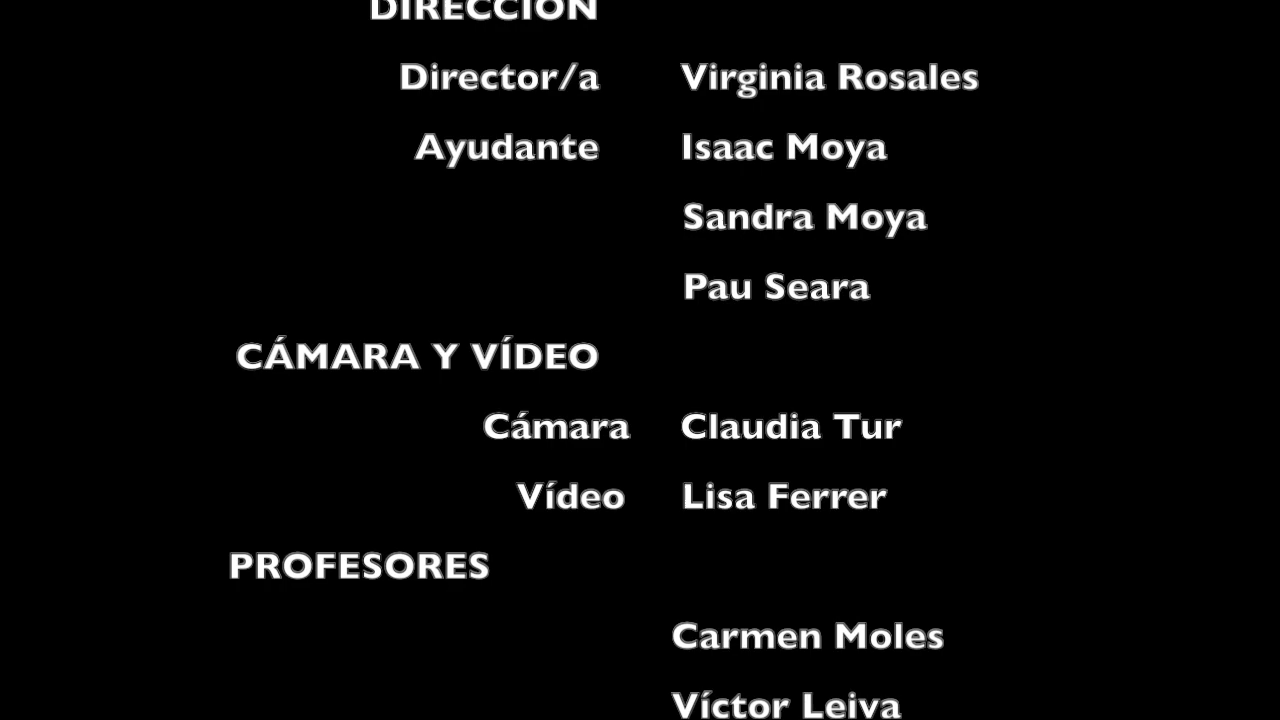 DIRECCIÓN
Director/a Virginia Rosales
Ayudante Isaac Moya
Sandra Moya
Pau Seara
CÁMARA Y VÍDEO
Cámara Claudia Tur
Vídeo Lisa Ferrer
PROFESORES
Carmen Moles
Víctor Leiva